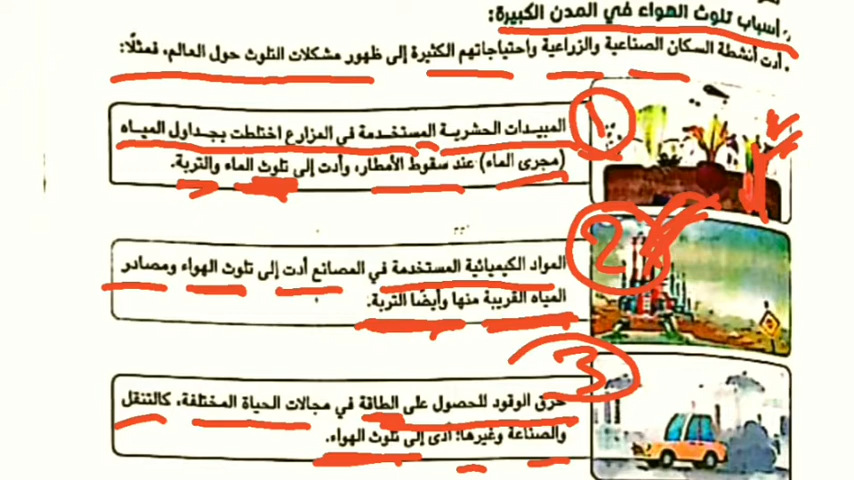 أسباب تلوث الهواء في المدن الكبيرة:
أدت أنشطة السكان الصناعية والزراعية واحتياجاتهم الكثيرة إلى ظهور مشكلات التلوث حول العالم، فمثلًا:
1
المبيدات الحشرية المستخدمة في المزارع اختلطت بجداول المياه
(مجرى الماء) عند سقوط الأمطار، وأدت إلى تلوث الماء والتربة.
2
المواد الكيميائية المستخدمة في المصانع أدت إلى تلوث الهواء ومصادر
المياه القريبة منها وأيضًا التربة.
3
حرق الوقود للحصول على الطاقة في مجالات الحياة المختلفة، كالتنقل
والصناعة وغيرها؛ أدى إلى تلوث الهواء.